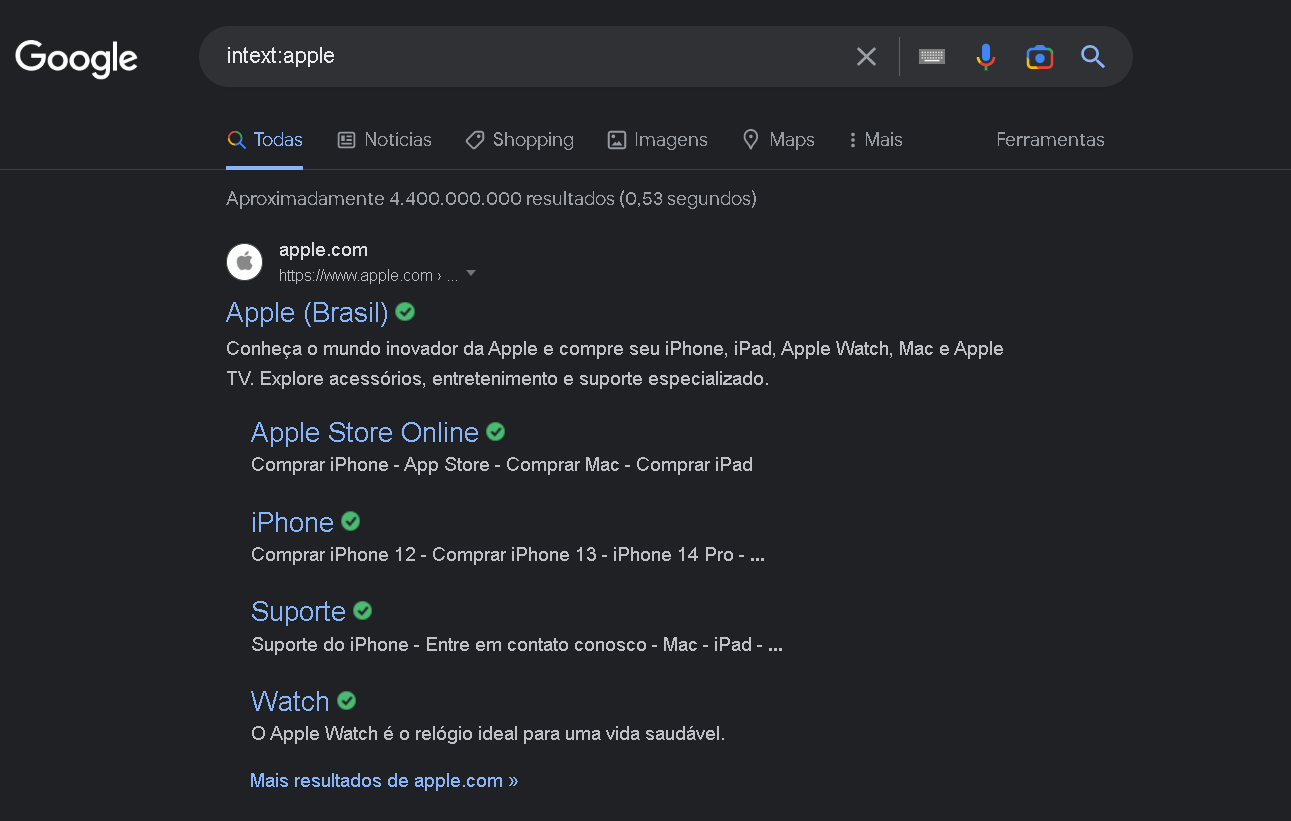 Google
intext:apple
Todas Notícias Shopping Imagens Maps Mais Ferramentas
Aproximadamente 4.400.000.000 resultados (0,53 segundos)
apple.com
https://www.apple.com › ...
Apple (Brasil)
Conheça o mundo inovador da Apple e compre seu iPhone, iPad, Apple Watch, Mac e Apple
TV. Explore acessórios, entretenimento e suporte especializado.
Apple Store Online
Comprar iPhone - App Store - Comprar Mac - Comprar iPad
iPhone
Comprar iPhone 12 - Comprar iPhone 13 - iPhone 14 Pro - ...
Suporte
Suporte do iPhone - Entre em contato conosco - Mac - iPad - ...
Watch
O Apple Watch é o relógio ideal para uma vida saudável.
Mais resultados de apple.com »